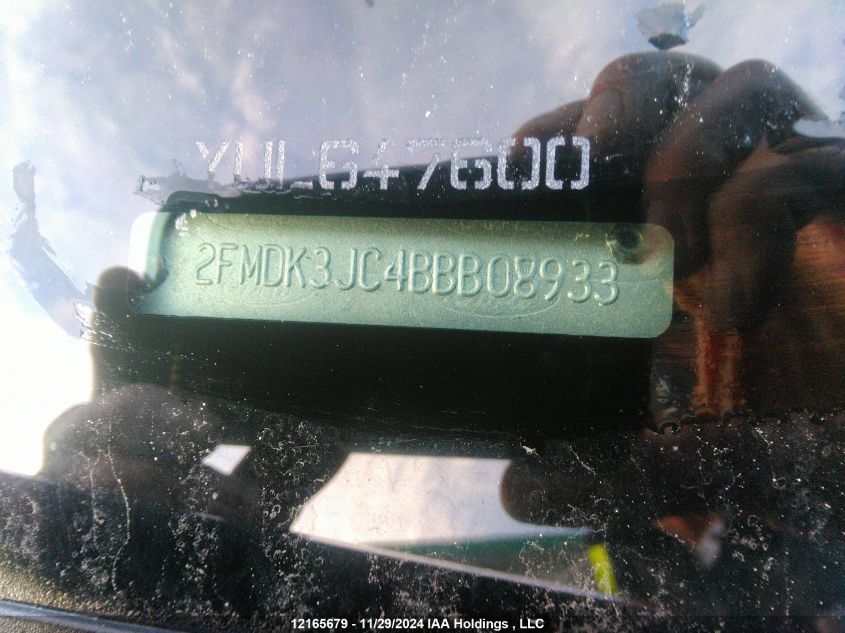 YUL647600
2FMDK3JC4BBB08933
12165679 - 11/29/2024 IAA Holdings , LLC